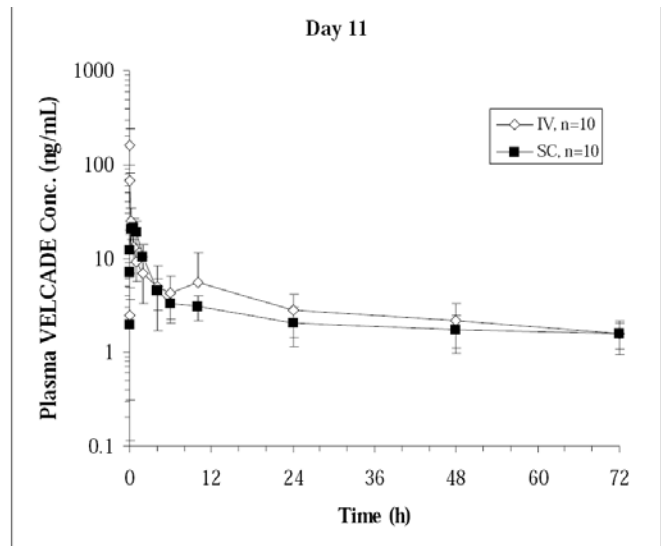 Day 11
1000
100
10
1
0.1
Plasma VELCADE Conc. (ng/mL)
IV, n=10
SC, n=10
0 12 24 36 48 60 72
Time (h)